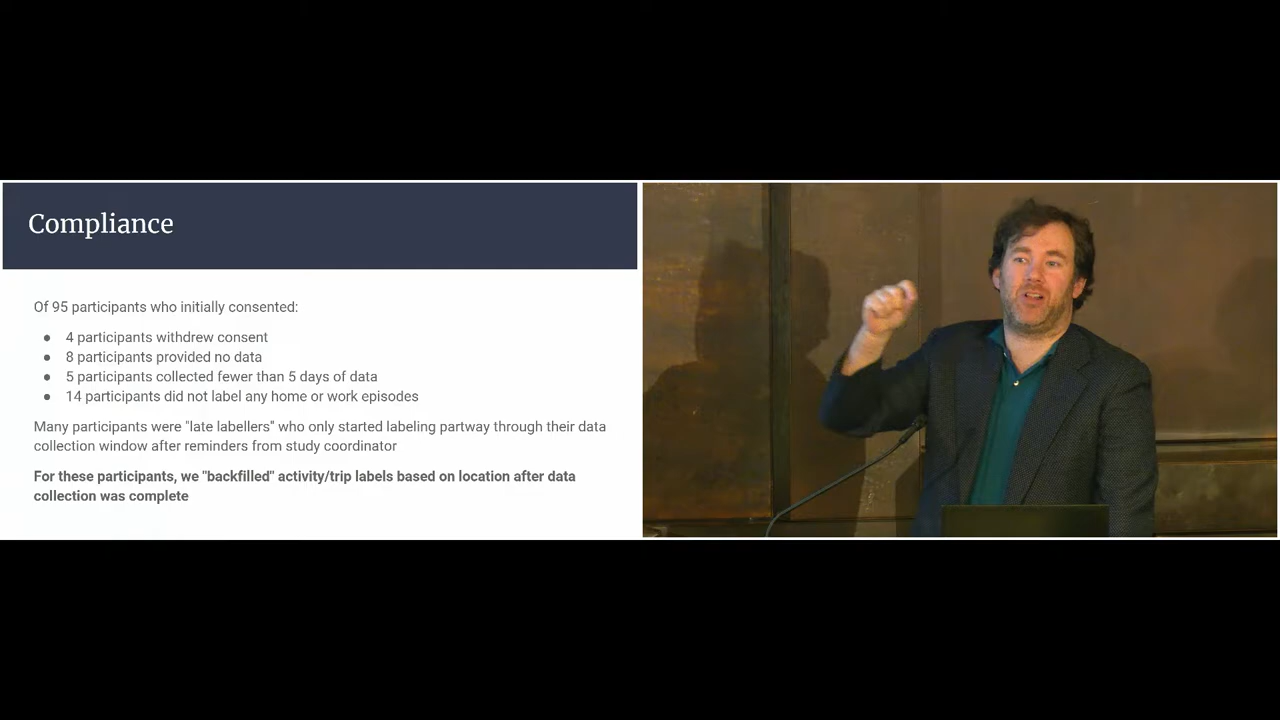 Compliance
Of 95 participants who initially consented:
● 4 participants withdrew consent
● 8 participants provided no data
● 5 participants collected fewer than 5 days of data
● 14 participants did not label any home or work episodes
Many participants were "late labellers" who only started labeling partway through their data
collection window after reminders from study coordinator
For these participants, we "backfilled" activity/trip labels based on location after data
collection was complete